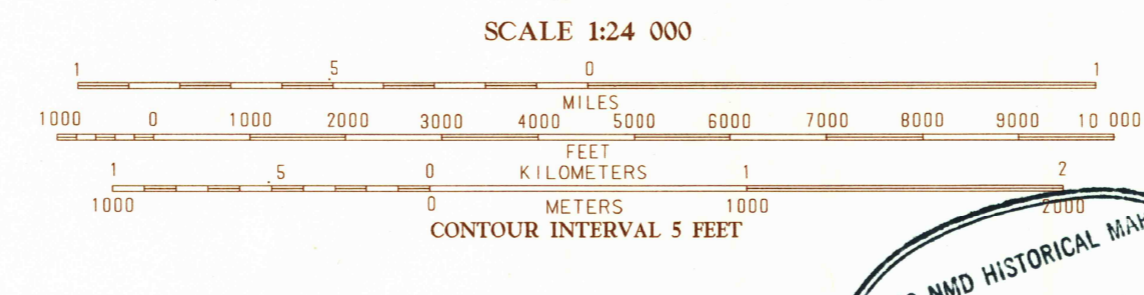 SCALE 1:24 000
1 .5 0 1
MILES
1000 0 1000 2000 3000 4000 5000 6000 7000 8000 9000 10 000
FEET
1 .5 0 KILOMETERS 1 2
1000 0 METERS 1000 2000
CONTOUR INTERVAL 5 FEET
NMD HISTORICAL